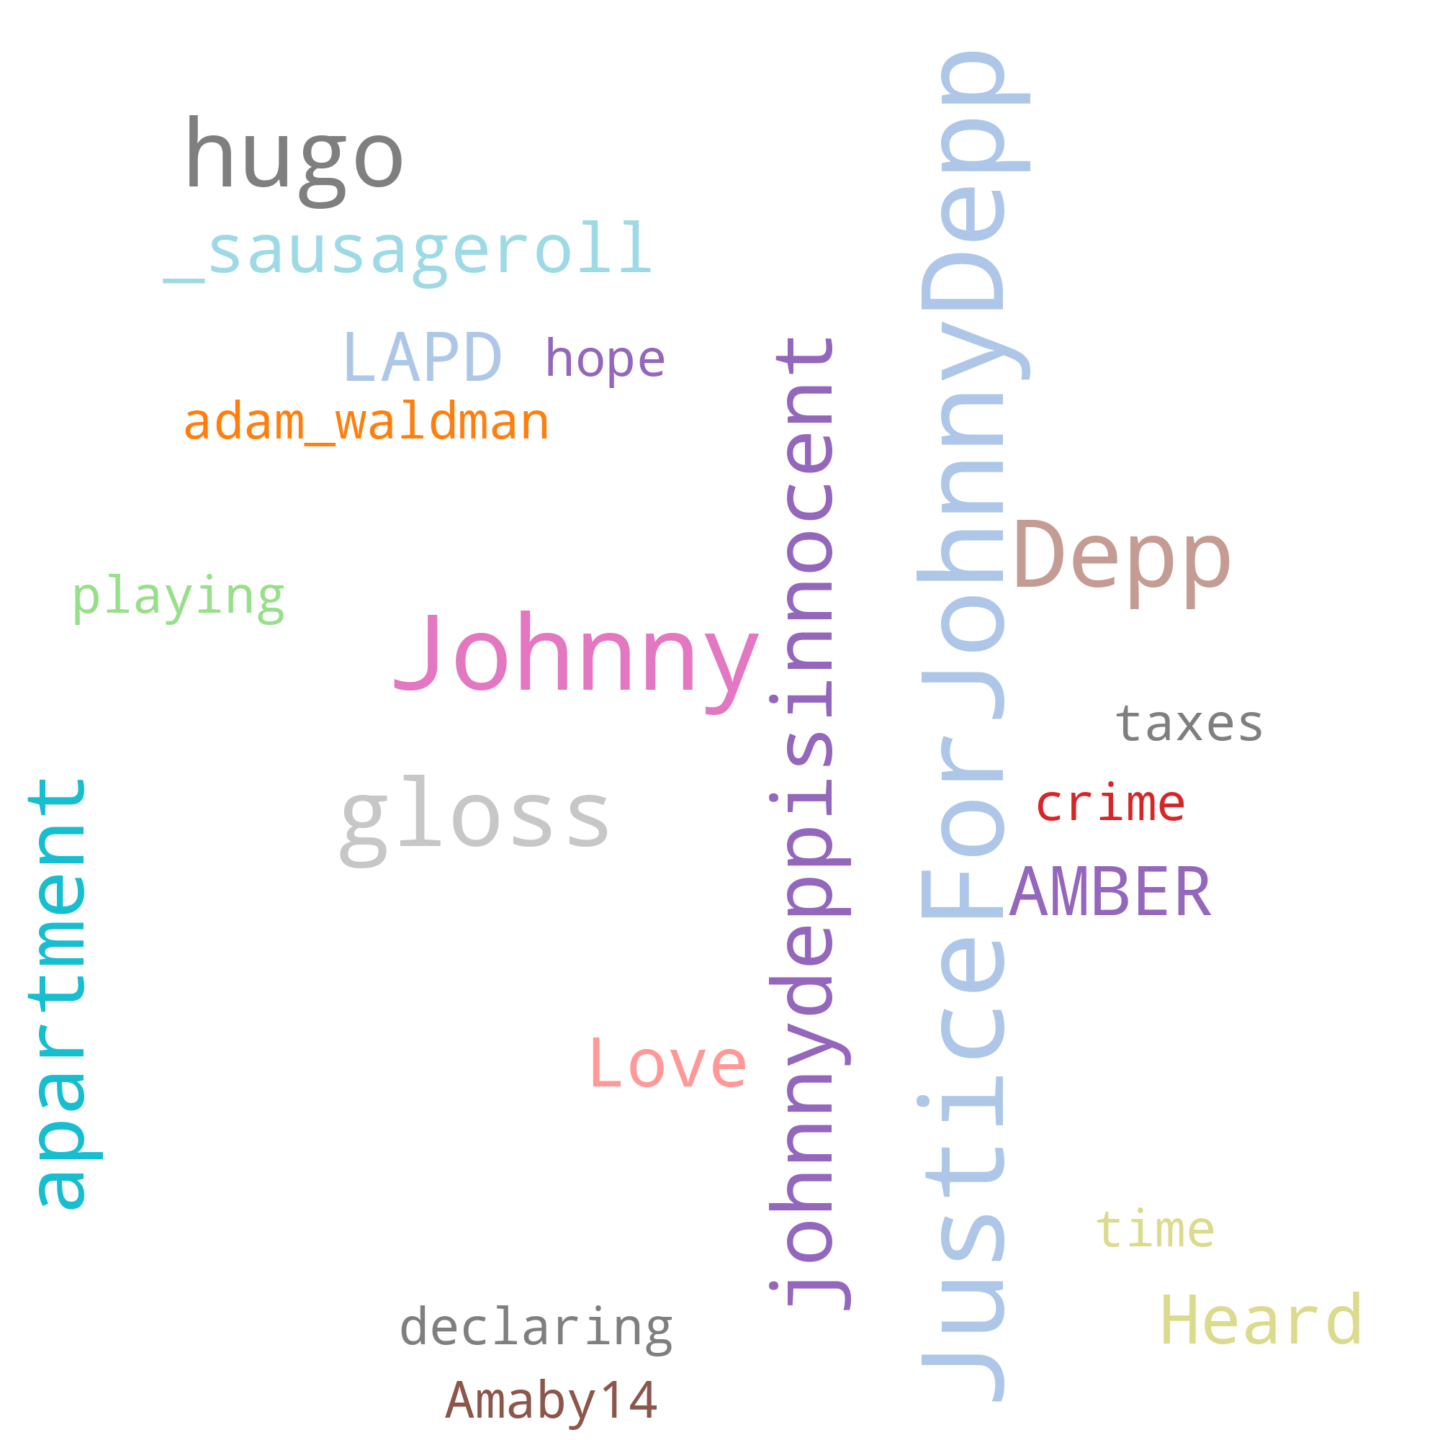 hugo
_sausageroll
LAPD
hope
adam_waldman
playing
Johnny
gloss
apartment
Love
declaring
Amaby14
johnnydeppisinnocent
JusticeForJohnnyDepp
Depp
taxes
crime
AMBER
time
Heard